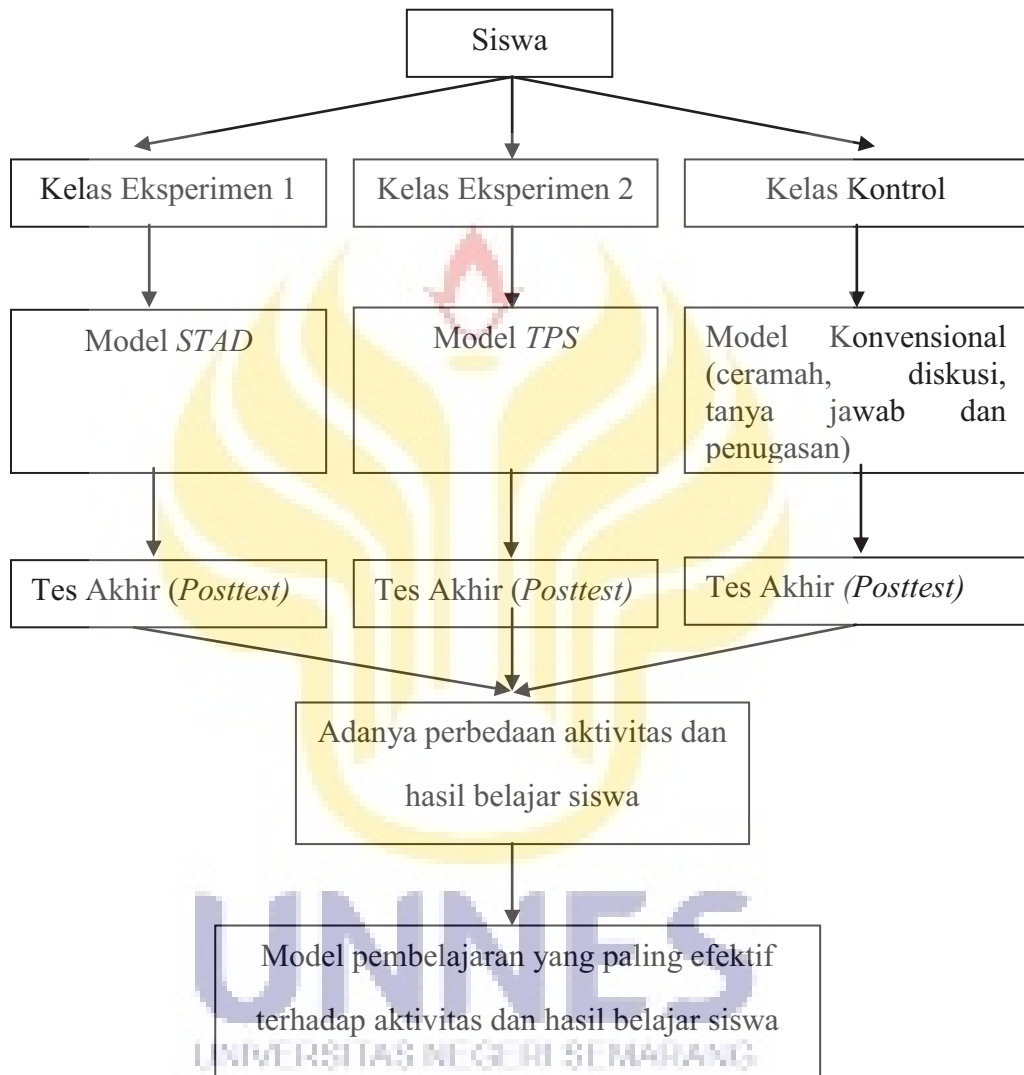 Siswa
Kelas Eksperimen 1
Kelas Eksperimen 2
Kelas Kontrol
Model STAD
Model TPS
Model Konvensional
(ceramah, diskusi,
tanya jawab dan
penugasan)
Tes Akhir (Posttest)
Tes Akhir (Posttest)
Tes Akhir (Posttest)
Adanya perbedaan aktivitas dan
hasil belajar siswa
UNNES
Model pembelajaran yang paling efektif
terhadap aktivitas dan hasil belajar siswa
UNIVERSITAS NEGERI SEMARANG